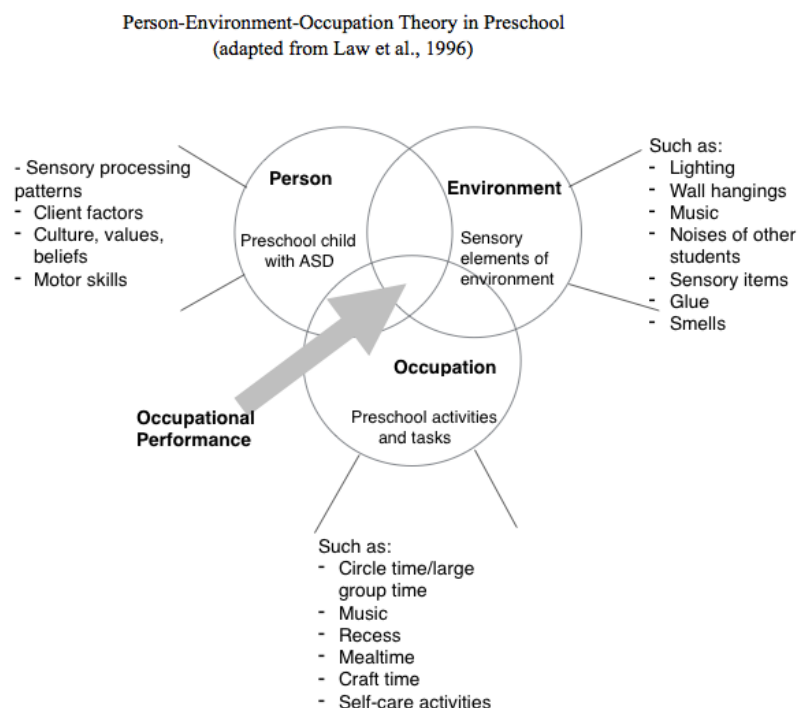 Person-Environment-Occupation Theory in Preschool
(adapted from Law et al., 1996)
- Sensory processing
patterns
- Client factors
- Culture, values,
beliefs
- Motor skills
Person
Preschool child
with ASD
Environment
Sensory
elements of
environment
Such as:
- Lighting
- Wall hangings
- Music
- Noises of other
students
- Sensory items
- Glue
- Smells
Occupation
Preschool activities
and tasks
Occupational
Performance
Such as:
- Circle time/large
group time
- Music
- Recess
- Mealtime
- Craft time
- Self-care activities